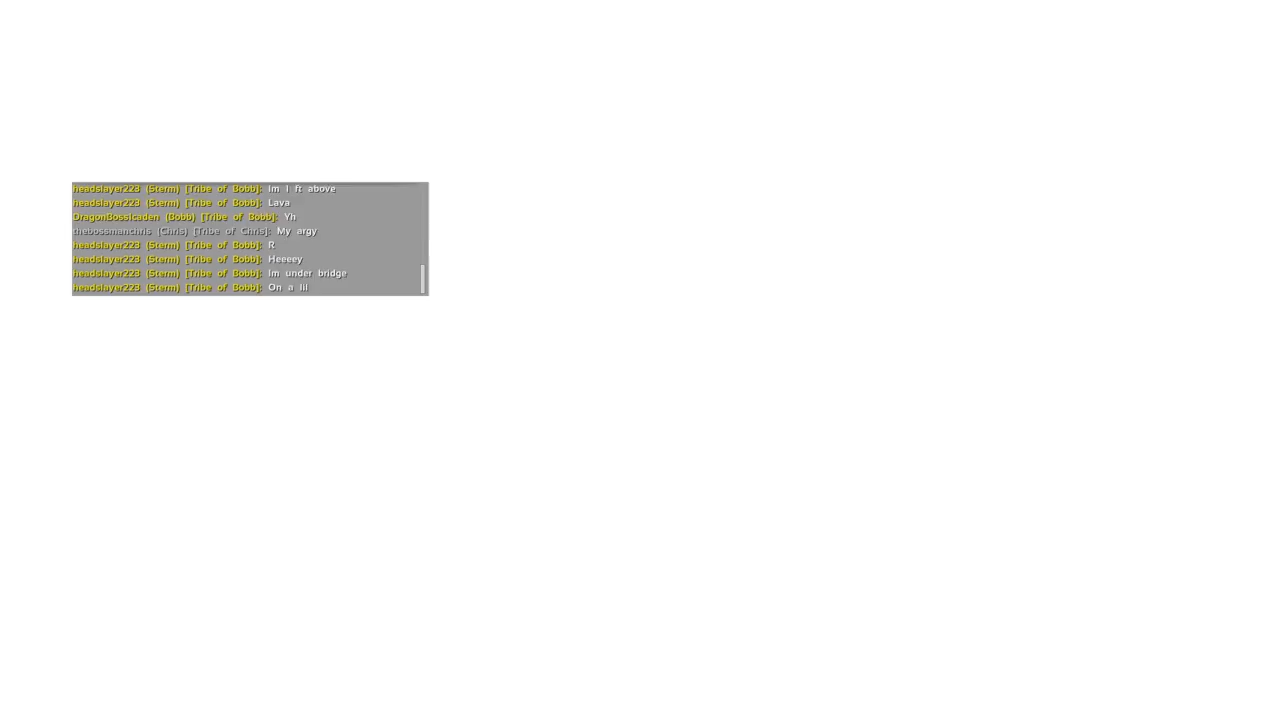 headslayer223 (Sterm) [Tribe of Bobb]: Im 1 ft above
headslayer223 (Sterm) [Tribe of Bobb]: Lava
DragonBossIcaden (Bobb) [Tribe of Bobb]: Yh
thebossmanchris (Chris) [Tribe of Chris]: My argy
headslayer223 (Sterm) [Tribe of Bobb]: R
headslayer223 (Sterm) [Tribe of Bobb]: Heeeey
headslayer223 (Sterm) [Tribe of Bobb]: Im under bridge
headslayer223 (Sterm) [Tribe of Bobb]: On a lil